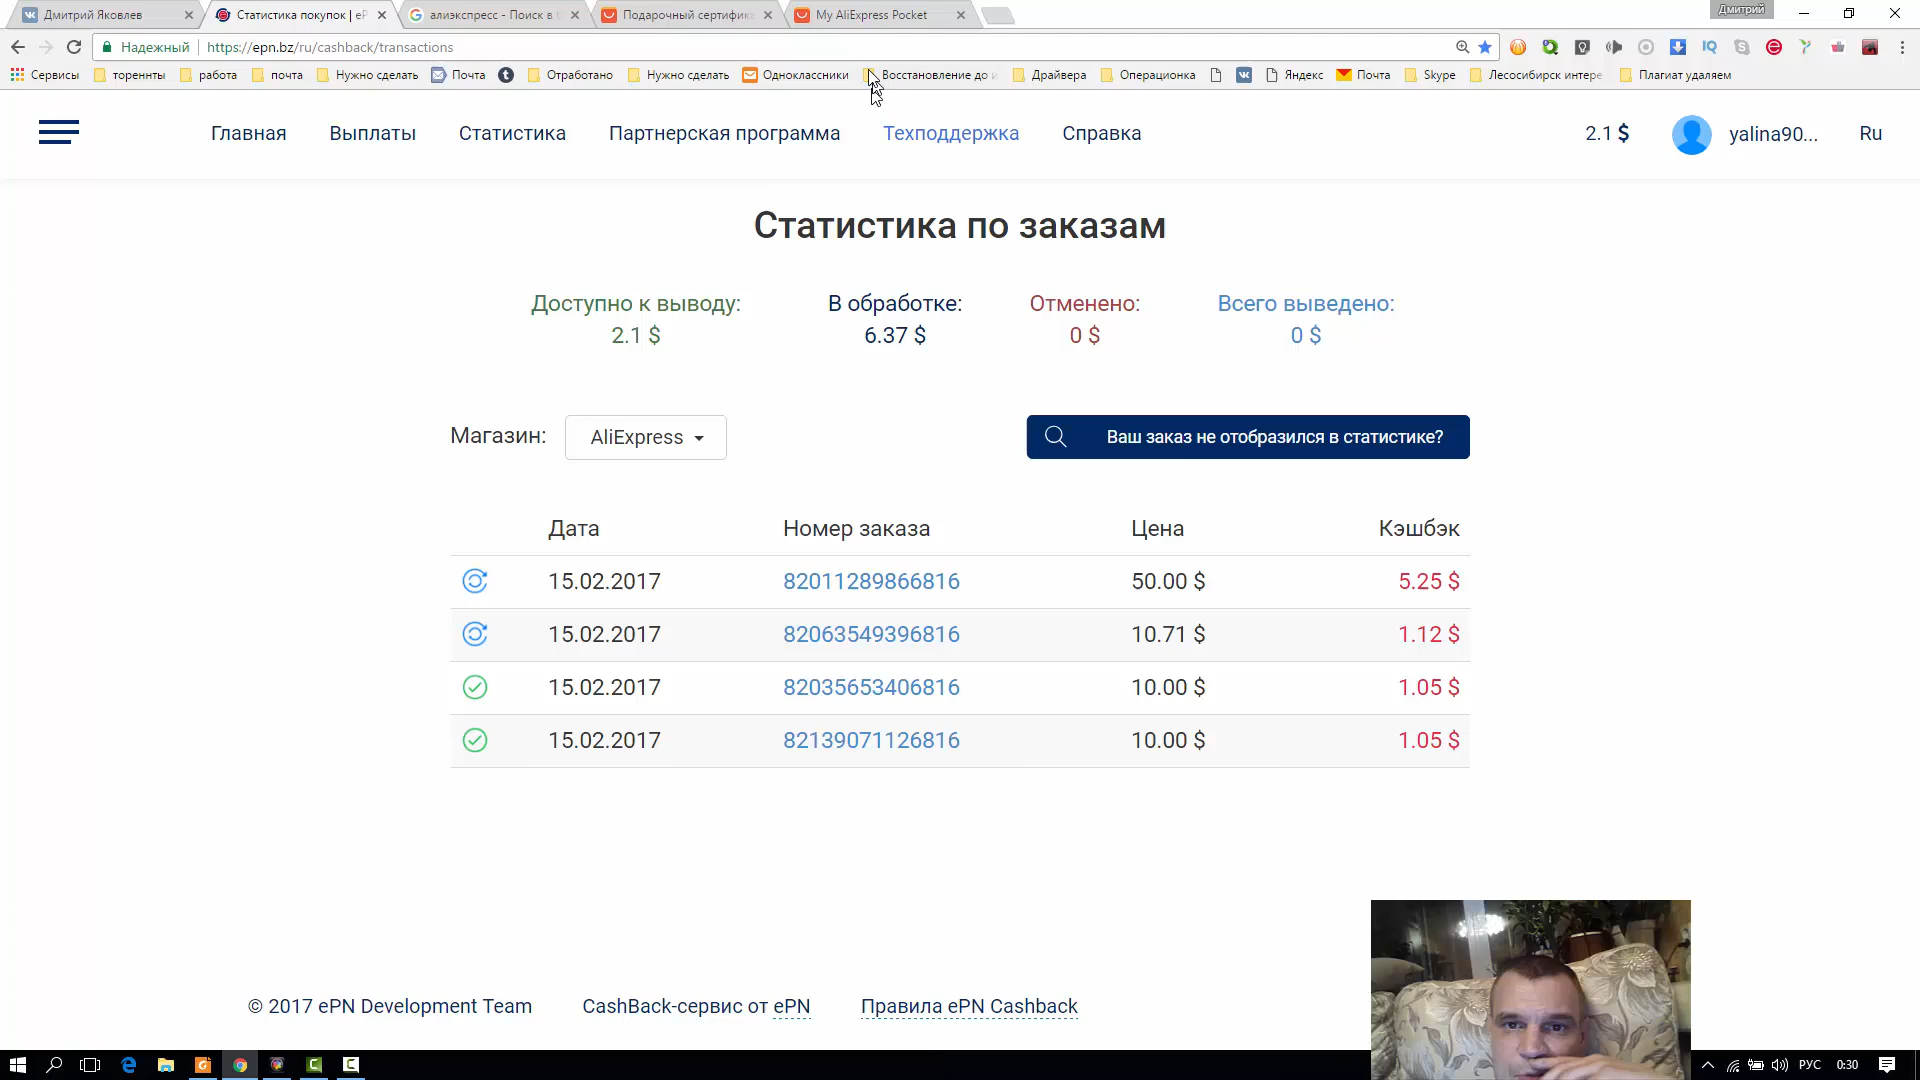 Дмитрий Яковлев
Статистика покупок | eP
алиэкспресс - Поиск в
Подарочный сертифик
My AliExpress Pocket
Дмитрий
Надежный
https://epn.bz/ru/cashback/transactions
Сервисы
тореннты
работа
почта
Нужно сделать
Почта
Отработано
Нужно сделать
Одноклассники
Восстановление до и
Драйвера
Операционка
Яндекс
Почта
Skype
Лесосибирск интере
Плагиат удаляем
Главная
Выплаты
Статистика
Партнерская программа
Техподдержка
Справка
2.1 $
yalina90...
Ru
Статистика по заказам
Доступно к выводу:
2.1 $
В обработке:
6.37 $
Отменено:
0 $
Всего выведено:
0 $
Магазин:
AliExpress
Ваш заказ не отобразился в статистике?
Дата Номер заказа Цена Кэшбэк
15.02.2017 82011289866816 50.00 $ 5.25 $
15.02.2017 82063549396816 10.71 $ 1.12 $
15.02.2017 82035653406816 10.00 $ 1.05 $
15.02.2017 82139071126816 10.00 $ 1.05 $
© 2017 ePN Development Team
CashBack-сервис от ePN
Правила ePN Cashback
РУС
0:30